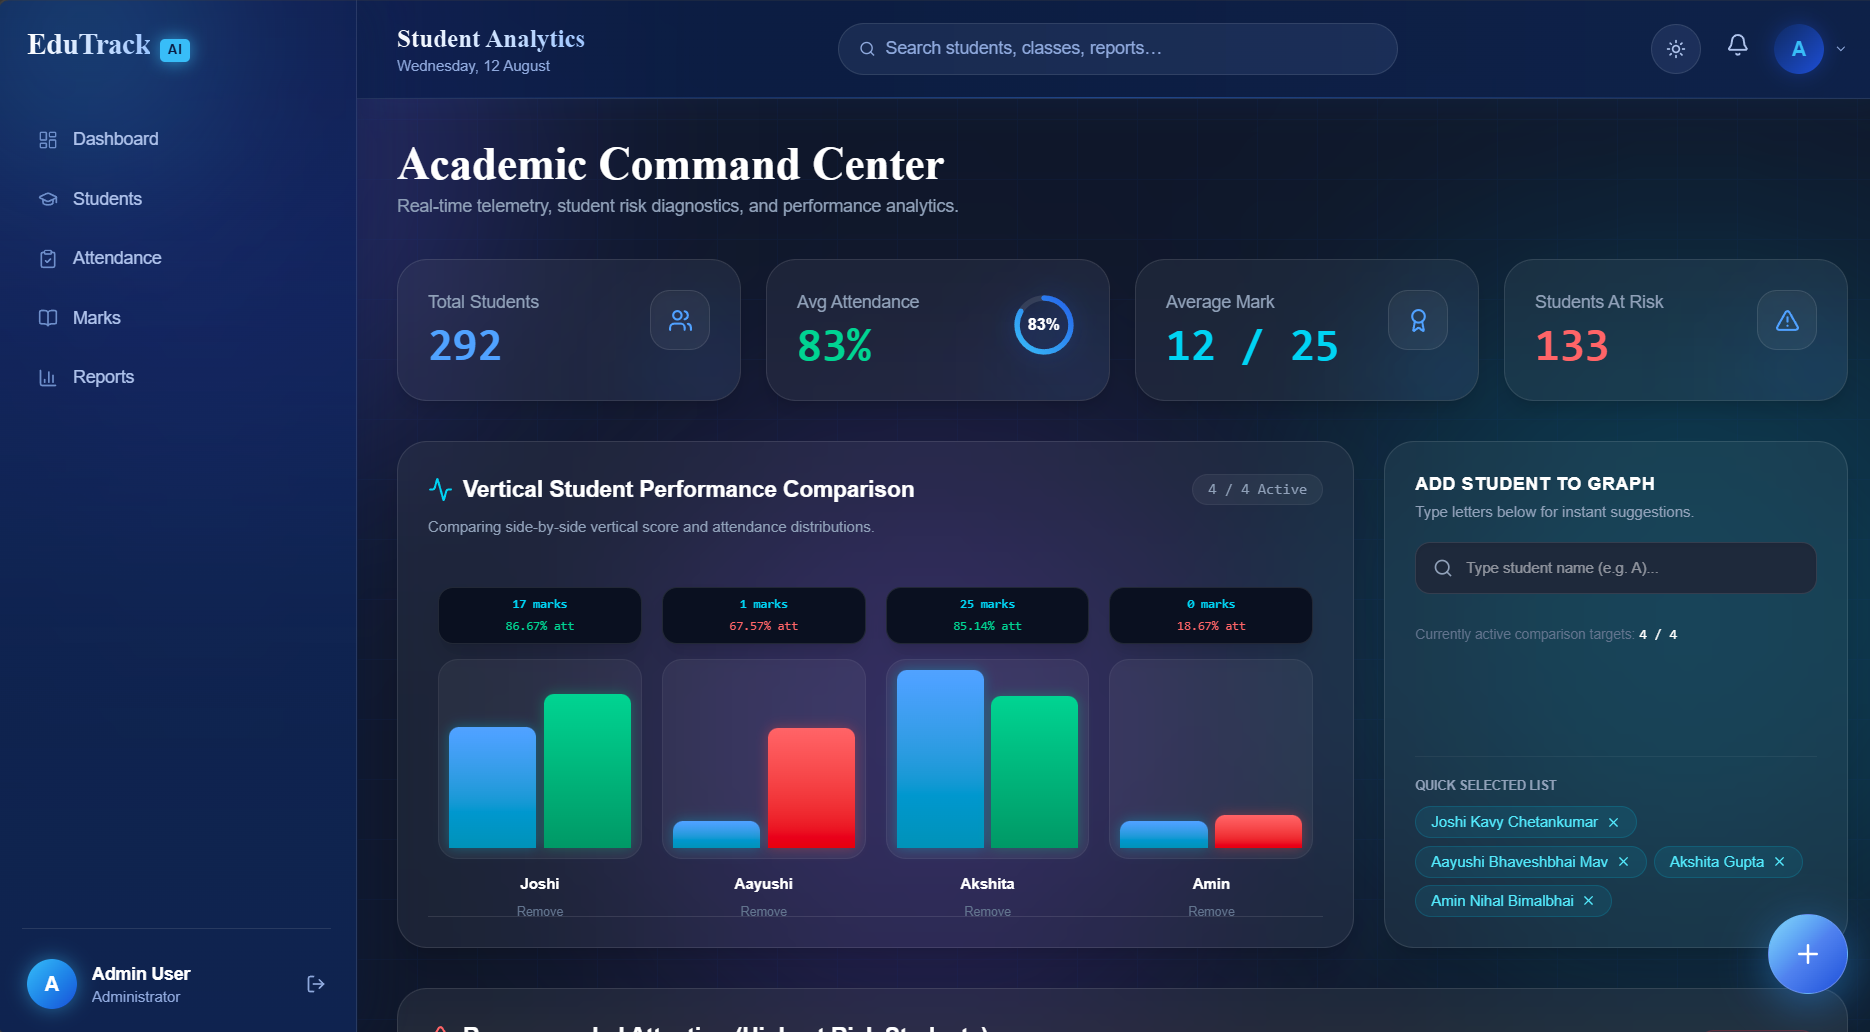 EduTrack AI
Dashboard
Students
Attendance
Marks
Reports
A
Admin User
Administrator
Student Analytics
Wednesday, 12 August
Search students, classes, reports…
A
Academic Command Center
Real-time telemetry, student risk diagnostics, and performance analytics.
Total Students
292
Avg Attendance
83%
83%
Average Mark
12 / 25
Students At Risk
133
Vertical Student Performance Comparison
4 / 4 Active
Comparing side-by-side vertical score and attendance distributions.
17 marks
86.67% att
1 marks
67.57% att
25 marks
85.14% att
0 marks
18.67% att
Joshi
Aayushi
Akshita
Amin
Remove
Remove
Remove
Remove
ADD STUDENT TO GRAPH
Type letters below for instant suggestions.
Type student name (e.g. A)...
Currently active comparison targets: 4 / 4
QUICK SELECTED LIST
Joshi Kavy Chetankumar ×
Aayushi Bhaveshbhai Mav ×
Akshita Gupta ×
Amin Nihal Bimalbhai ×
+